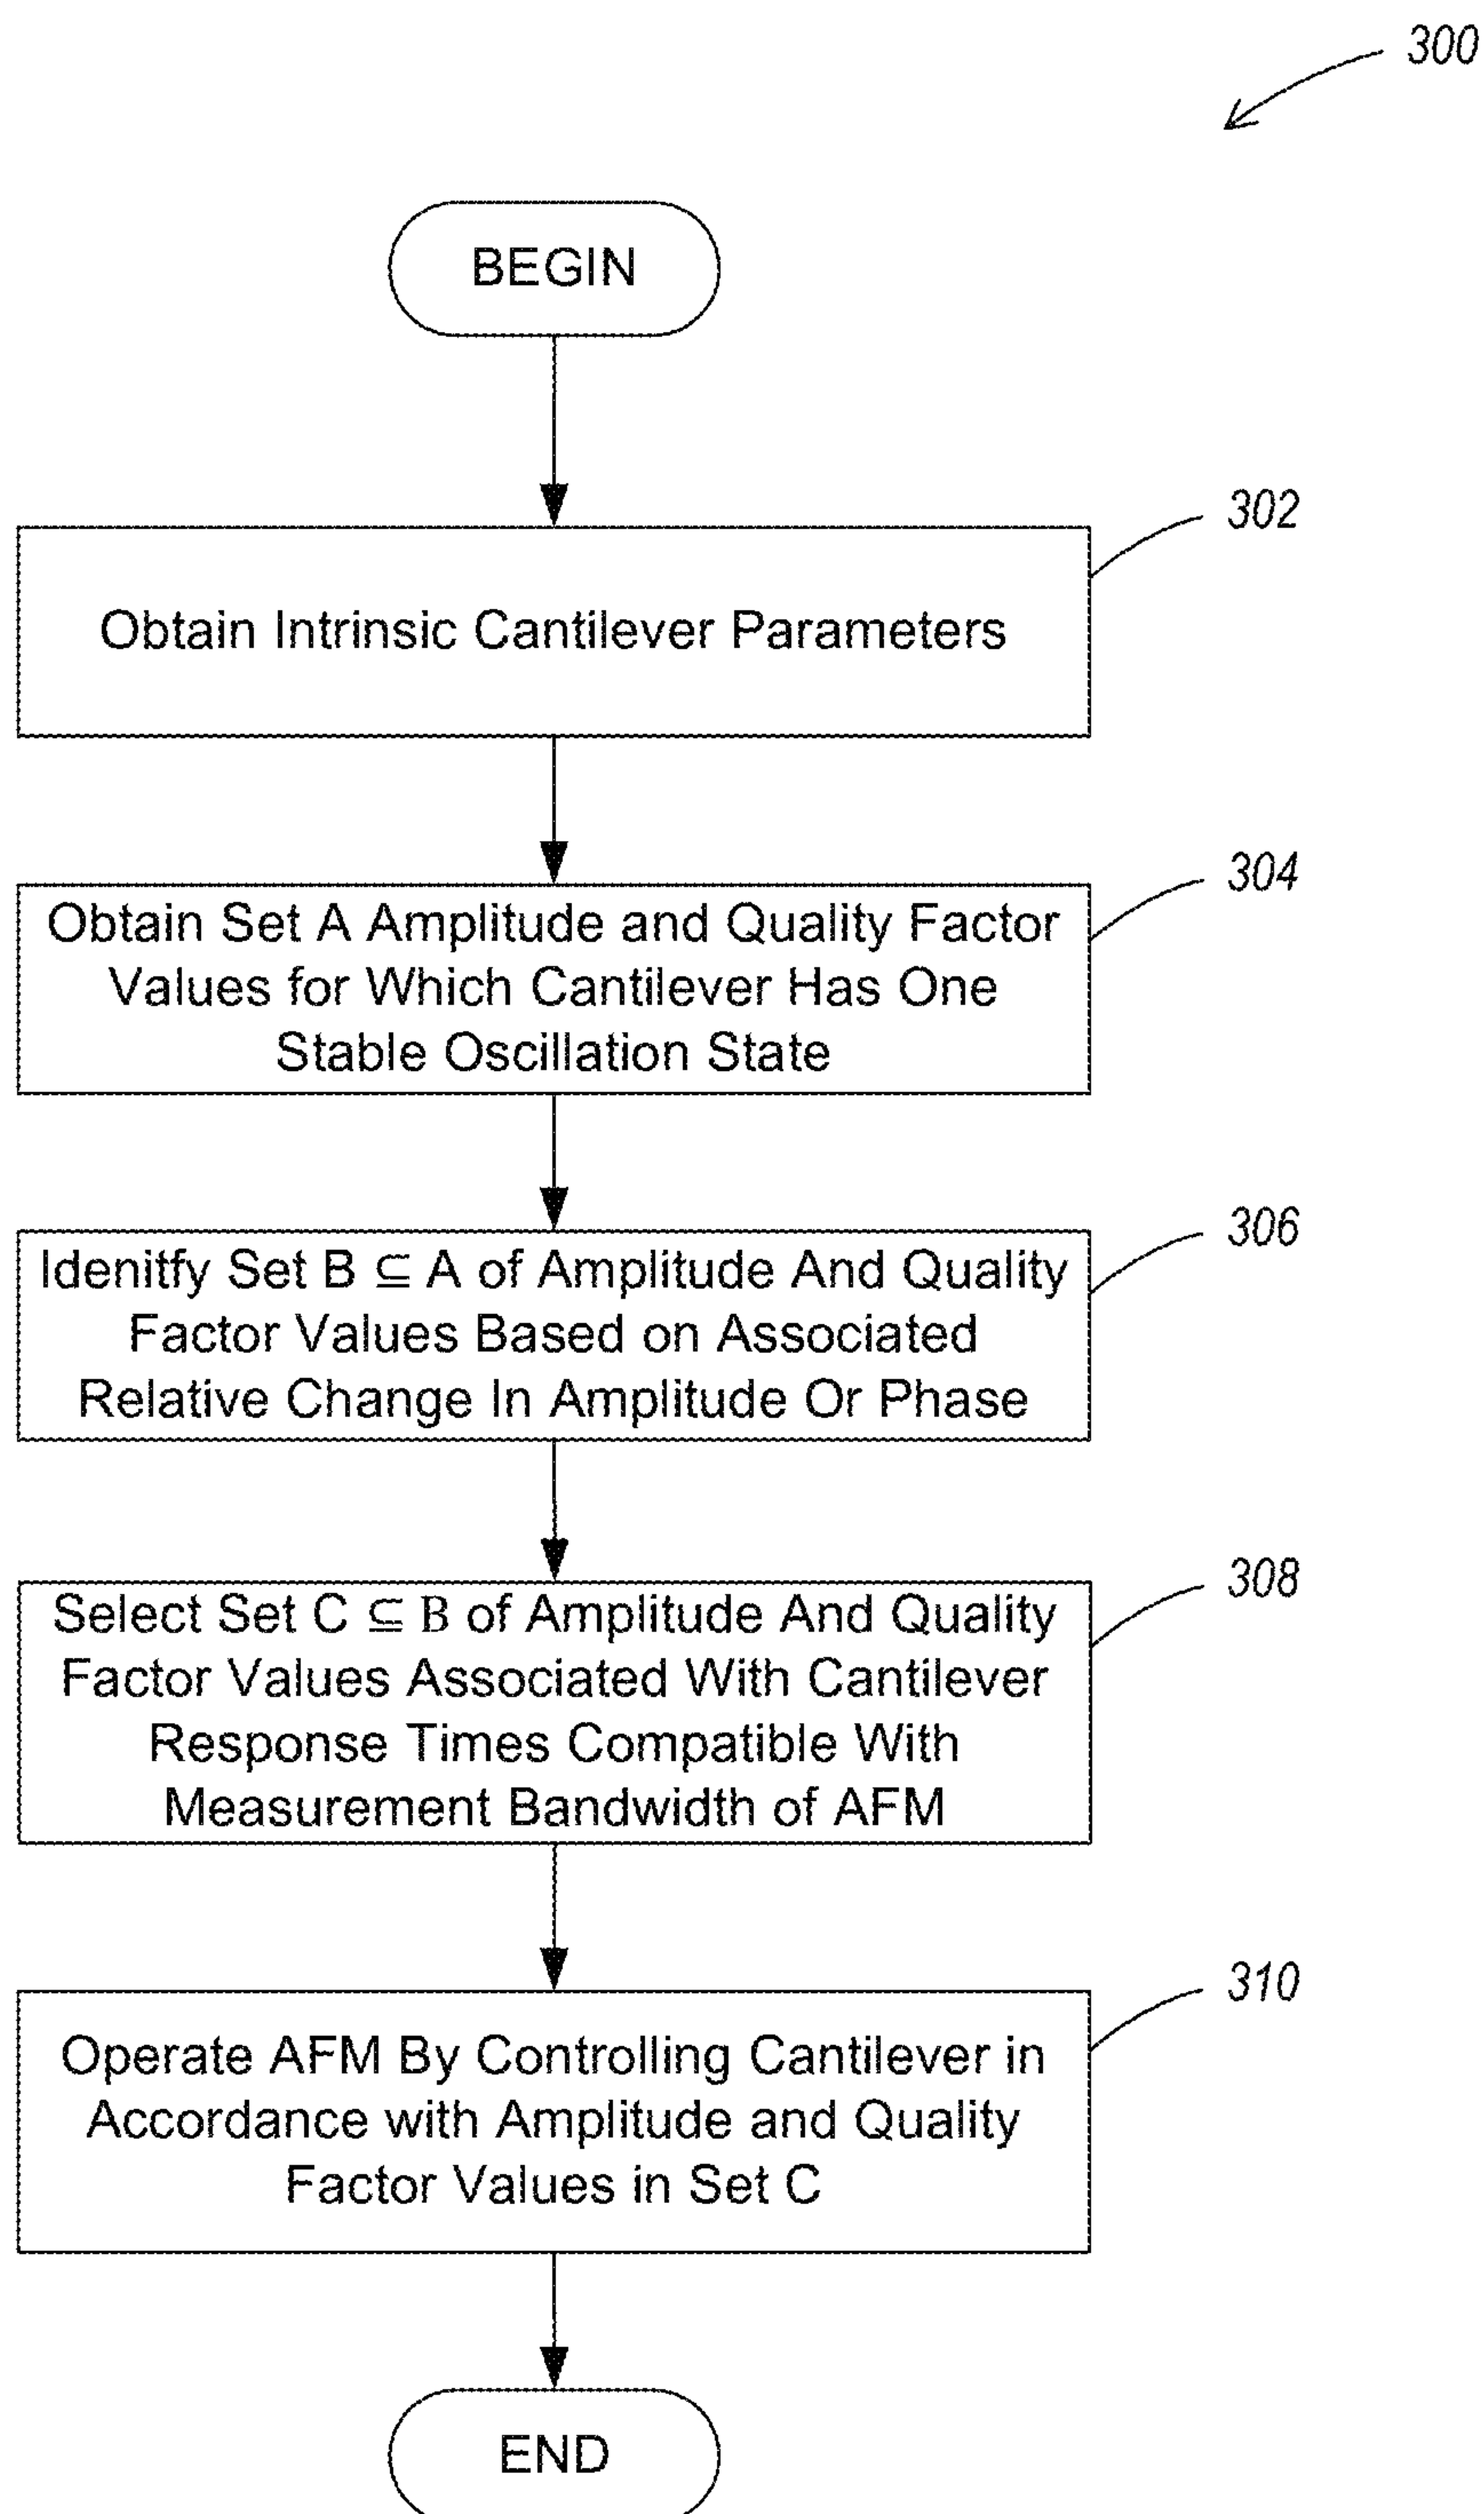 300
BEGIN
302
Obtain Intrinsic Cantilever Parameters
304
Obtain Set A Amplitude and Quality Factor
Values for Which Cantilever Has One
Stable Oscillation State
306
Idenitfy Set B ⊆ A of Amplitude And Quality
Factor Values Based on Associated
Relative Change In Amplitude Or Phase
308
Select Set C ⊆ B of Amplitude And Quality
Factor Values Associated With Cantilever
Response Times Compatible With
Measurement Bandwidth of AFM
310
Operate AFM By Controlling Cantilever in
Accordance with Amplitude and Quality
Factor Values in Set C
END